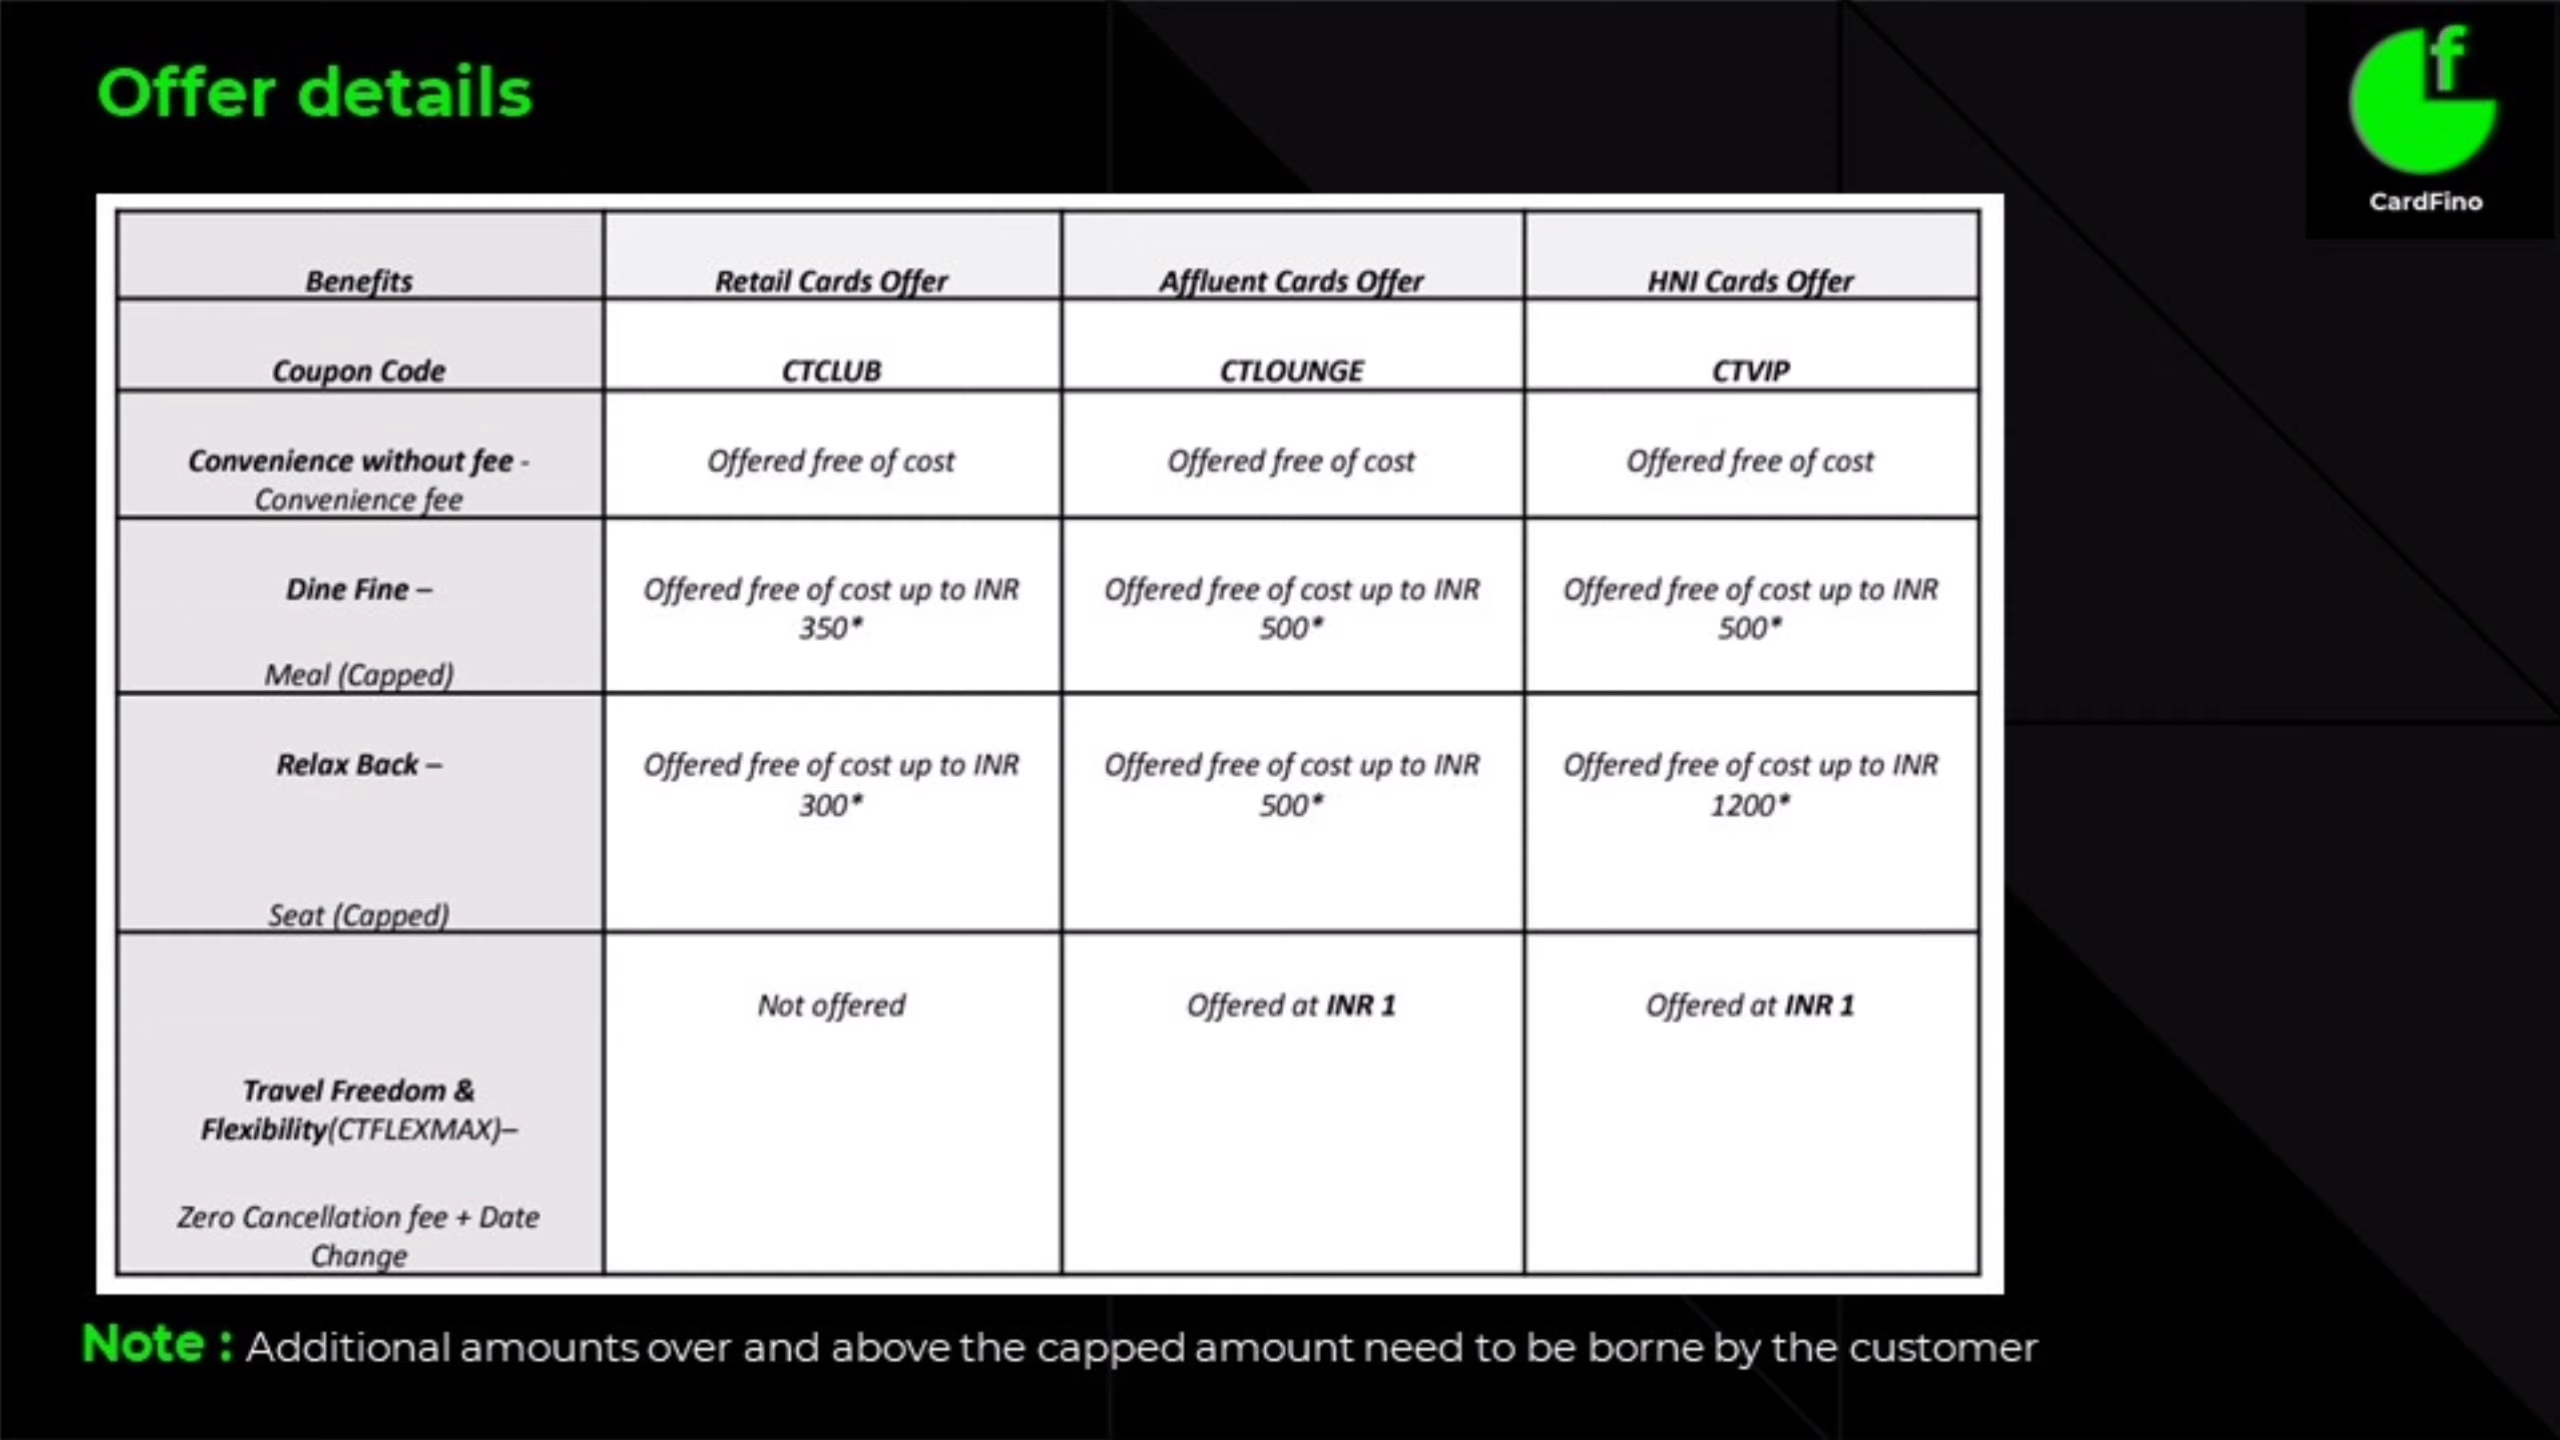 Offer details
f
CardFino
Benefits
Retail Cards Offer
Affluent Cards Offer
HNI Cards Offer
Coupon Code
CTCLUB
CTLOUNGE
CTVIP
Convenience without fee -
Convenience fee
Offered free of cost
Offered free of cost
Offered free of cost
Dine Fine –
Meal (Capped)
Offered free of cost up to INR
350*
Offered free of cost up to INR
500*
Offered free of cost up to INR
500*
Relax Back –
Seat (Capped)
Offered free of cost up to INR
300*
Offered free of cost up to INR
500*
Offered free of cost up to INR
1200*
Travel Freedom &
Flexibility(CTFLEXMAX)–
Zero Cancellation fee + Date
Change
Not offered
Offered at INR 1
Offered at INR 1
Note : Additional amounts over and above the capped amount need to be borne by the customer